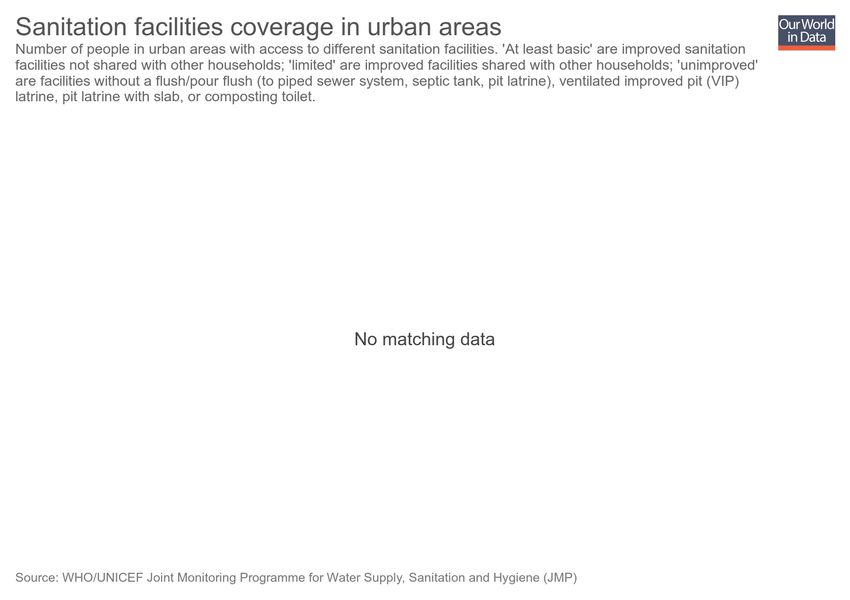 Sanitation facilities coverage in urban areas
Our World
in Data
Number of people in urban areas with access to different sanitation facilities. 'At least basic' are improved sanitation
facilities not shared with other households; 'limited' are improved facilities shared with other households; 'unimproved'
are facilities without a flush/pour flush (to piped sewer system, septic tank, pit latrine), ventilated improved pit (VIP)
latrine, pit latrine with slab, or composting toilet.
No matching data
Source: WHO/UNICEF Joint Monitoring Programme for Water Supply, Sanitation and Hygiene (JMP)